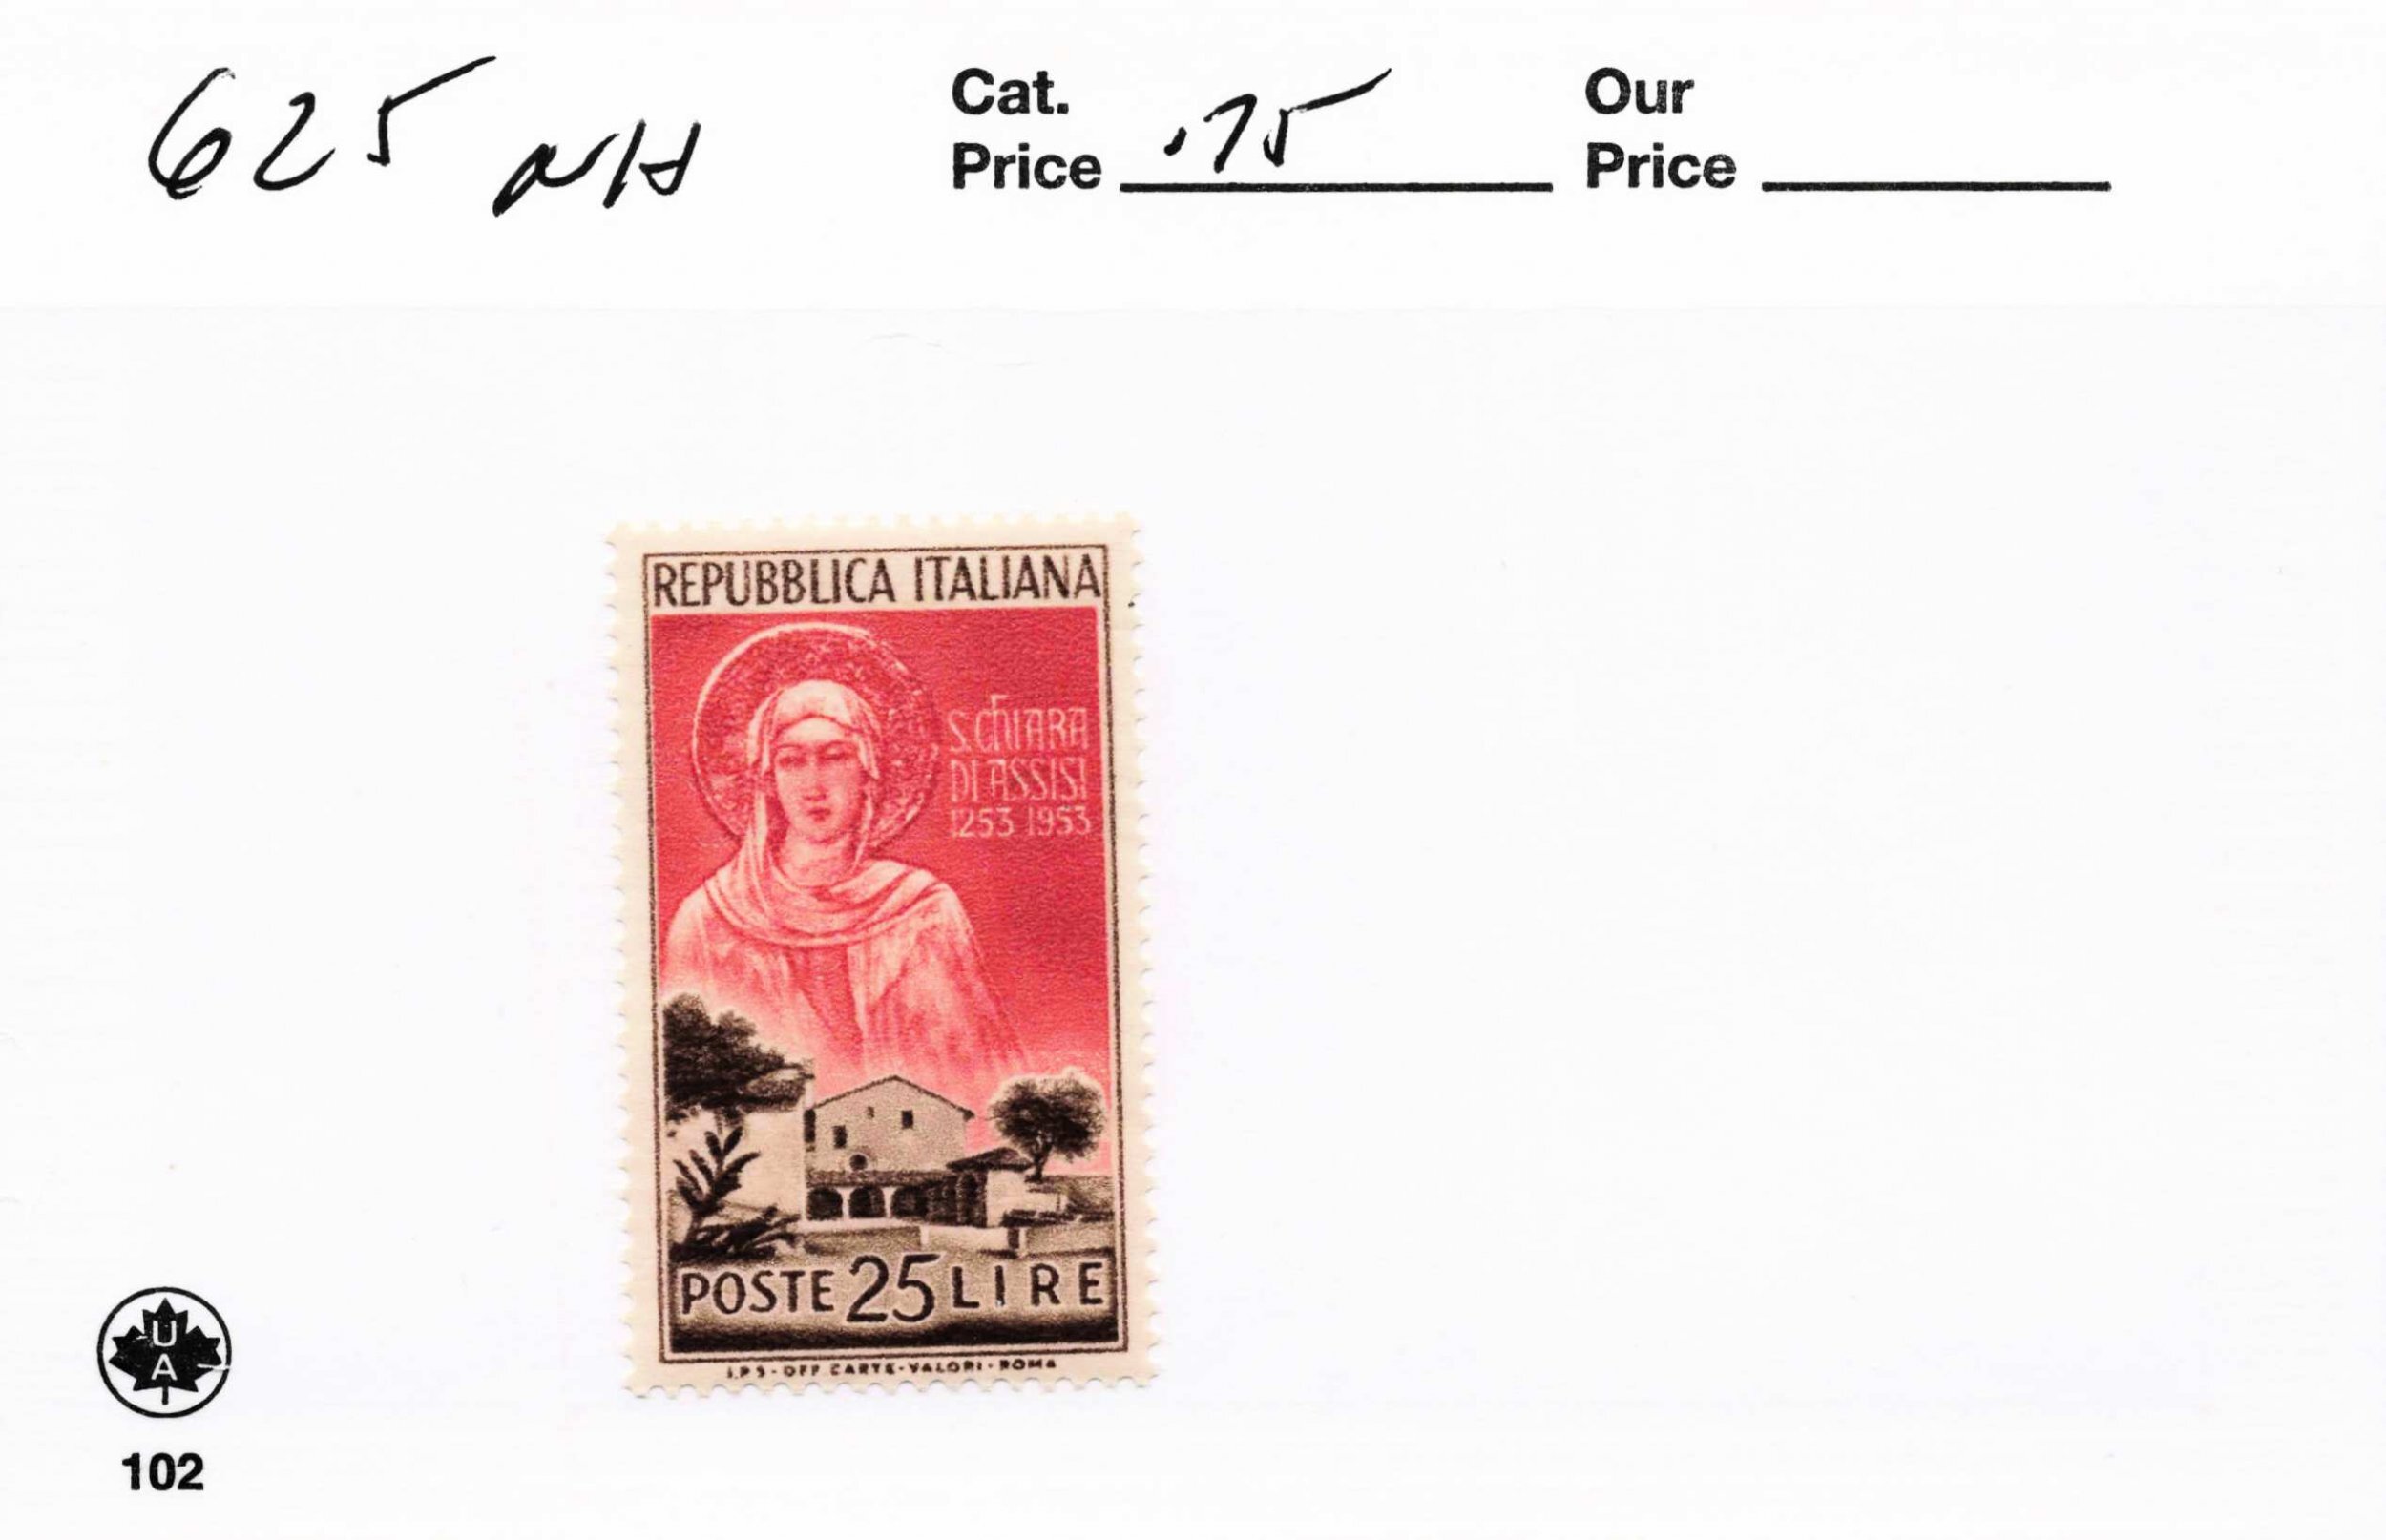 625 NH
Cat.
Price .75
Our
Price
REPUBBLICA ITALIANA
S. CHIARA
DI ASSISI
1253 1953
POSTE 25 LIRE
I.P.S - OFF CARTE - VALORI - ROMA
U
A
102